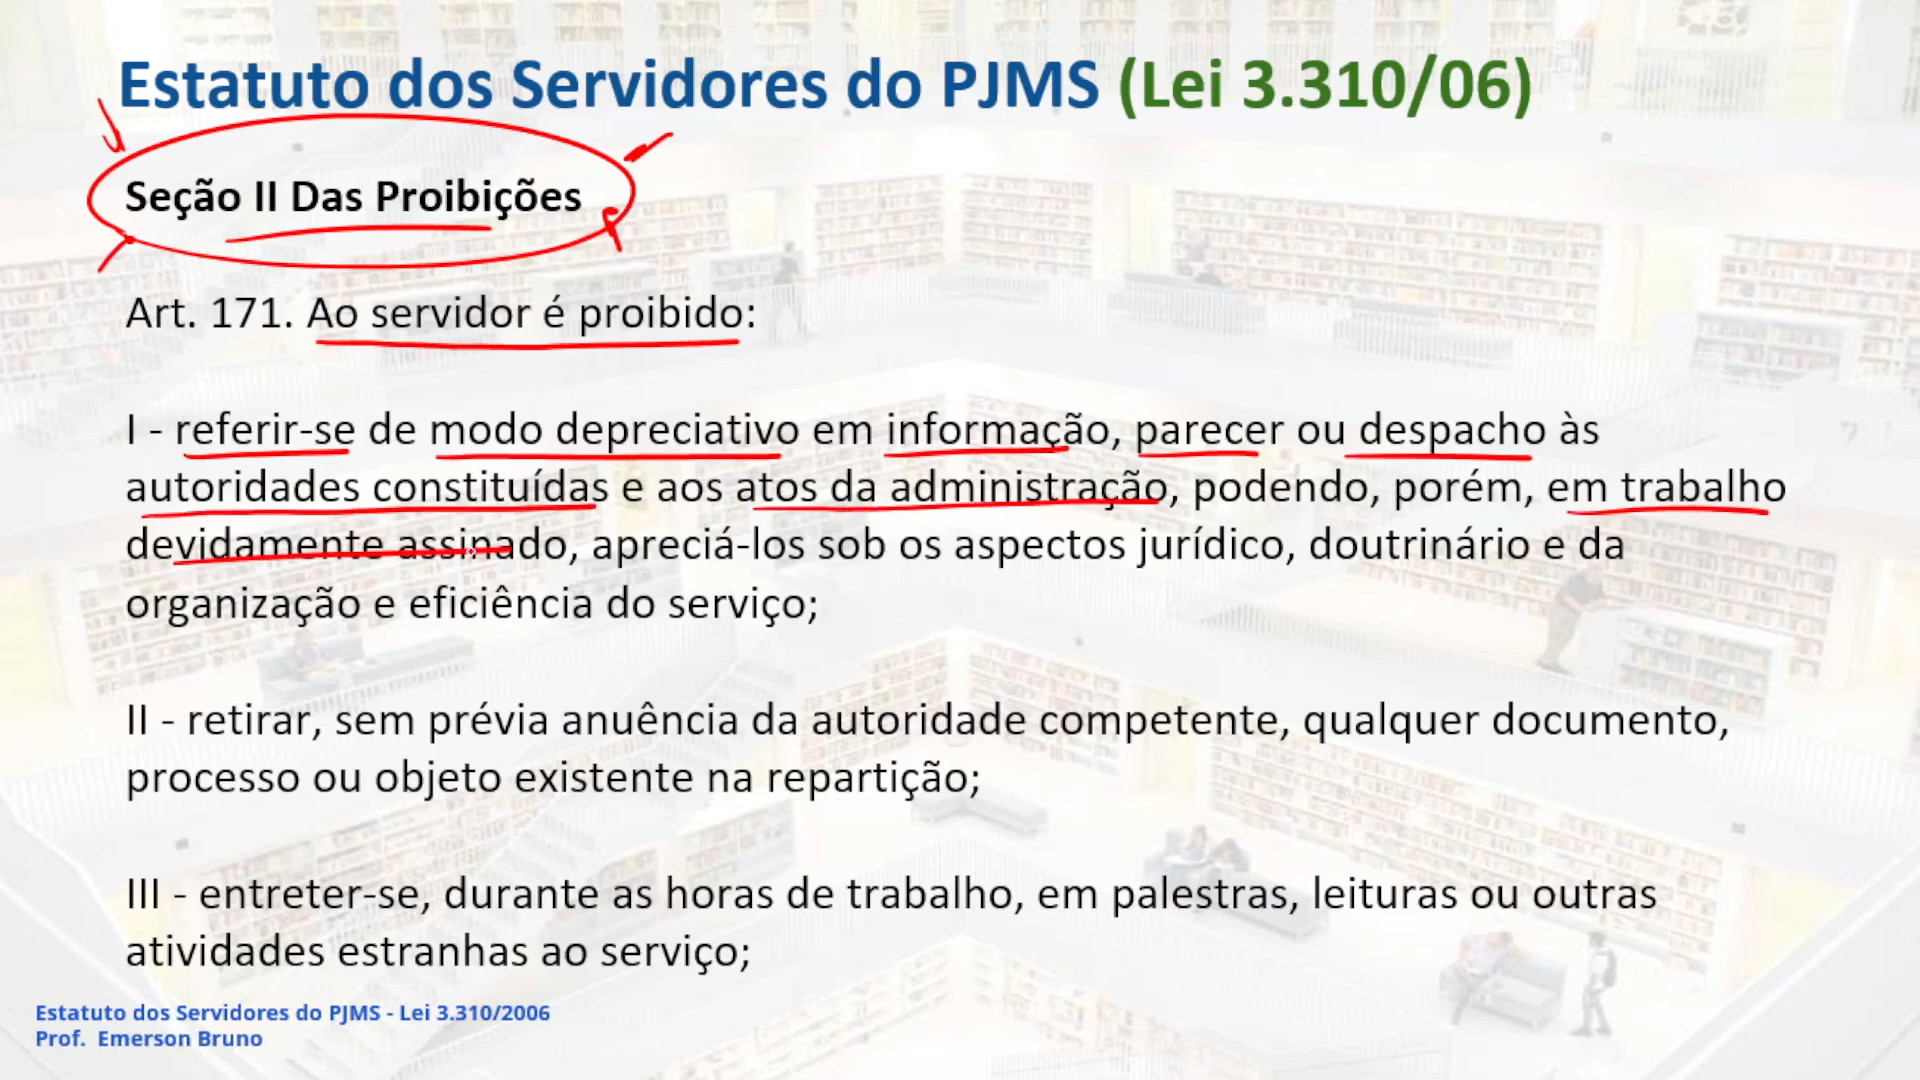 Estatuto dos Servidores do PJMS (Lei 3.310/06)
Seção II Das Proibições
Art. 171. Ao servidor é proibido:
I - referir-se de modo depreciativo em informação, parecer ou despacho às
autoridades constituídas e aos atos da administração, podendo, porém, em trabalho
devidamente assinado, apreciá-los sob os aspectos jurídico, doutrinário e da
organização e eficiência do serviço;
II - retirar, sem prévia anuência da autoridade competente, qualquer documento,
processo ou objeto existente na repartição;
III - entreter-se, durante as horas de trabalho, em palestras, leituras ou outras
atividades estranhas ao serviço;
Estatuto dos Servidores do PJMS - Lei 3.310/2006
Prof. Emerson Bruno